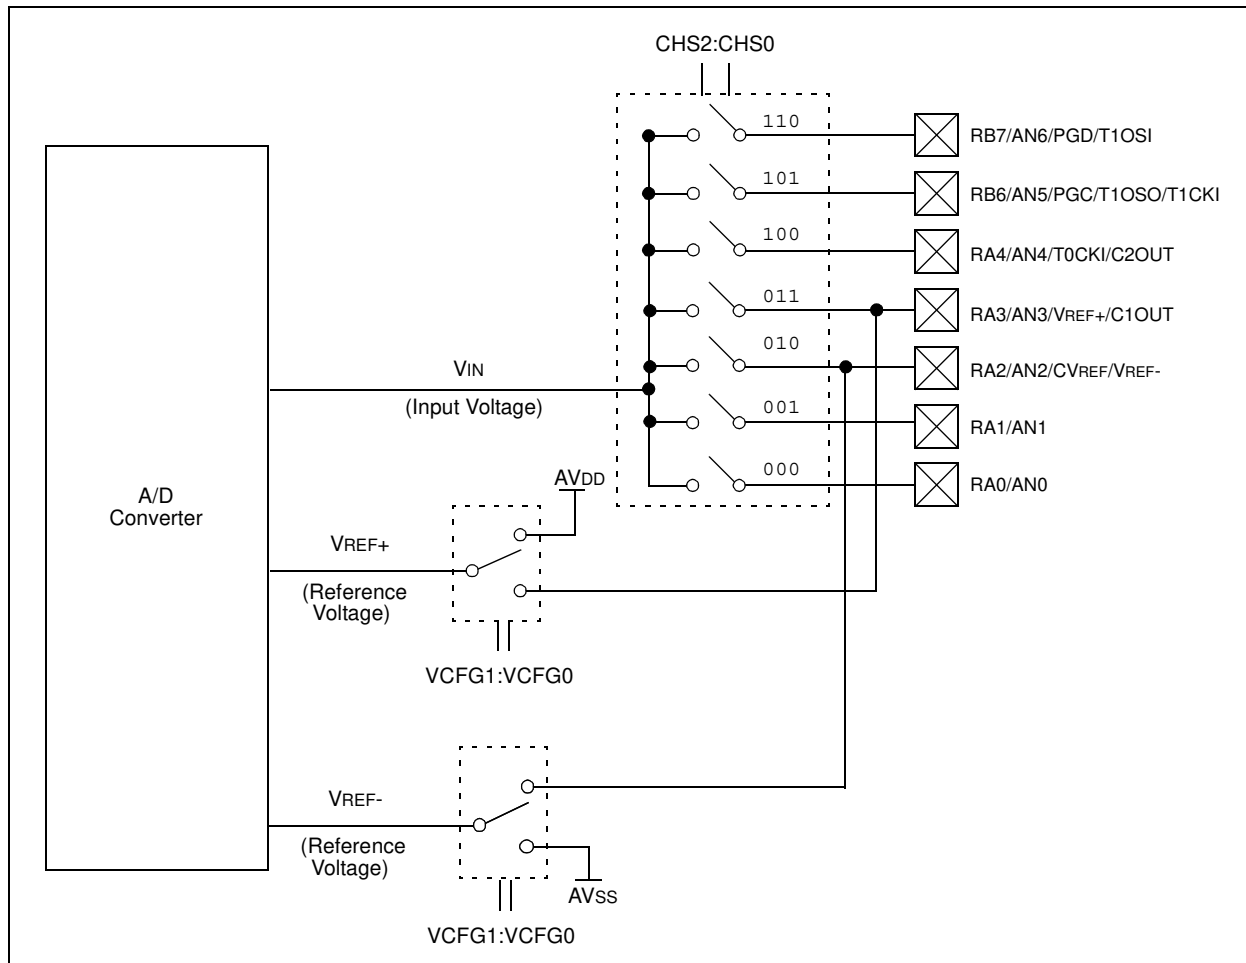 CHS2:CHS0
110
RB7/AN6/PGD/T1OSI
101
RB6/AN5/PGC/T1OSO/T1CKI
100
RA4/AN4/T0CKI/C2OUT
011
RA3/AN3/VREF+/C1OUT
010
RA2/AN2/CVREF/VREF-
001
RA1/AN1
000
RA0/AN0
VIN
(Input Voltage)
A/D
Converter
AVDD
VREF+
(Reference
Voltage)
VCFG1:VCFG0
VREF-
(Reference
Voltage)
AVSS
VCFG1:VCFG0